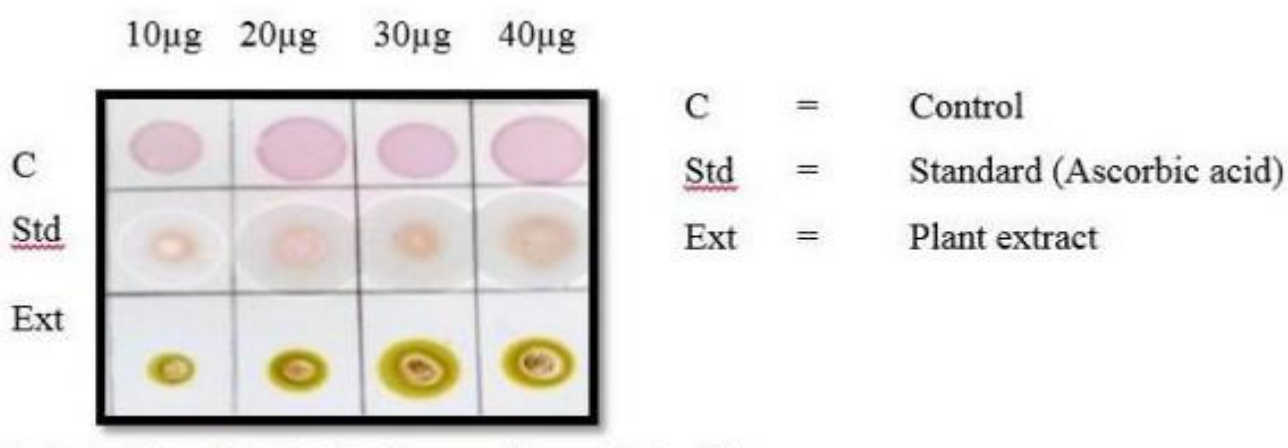 10µg 20µg 30µg 40µg
C
Std
Ext
C = Control
Std = Standard (Ascorbic acid)
Ext = Plant extract